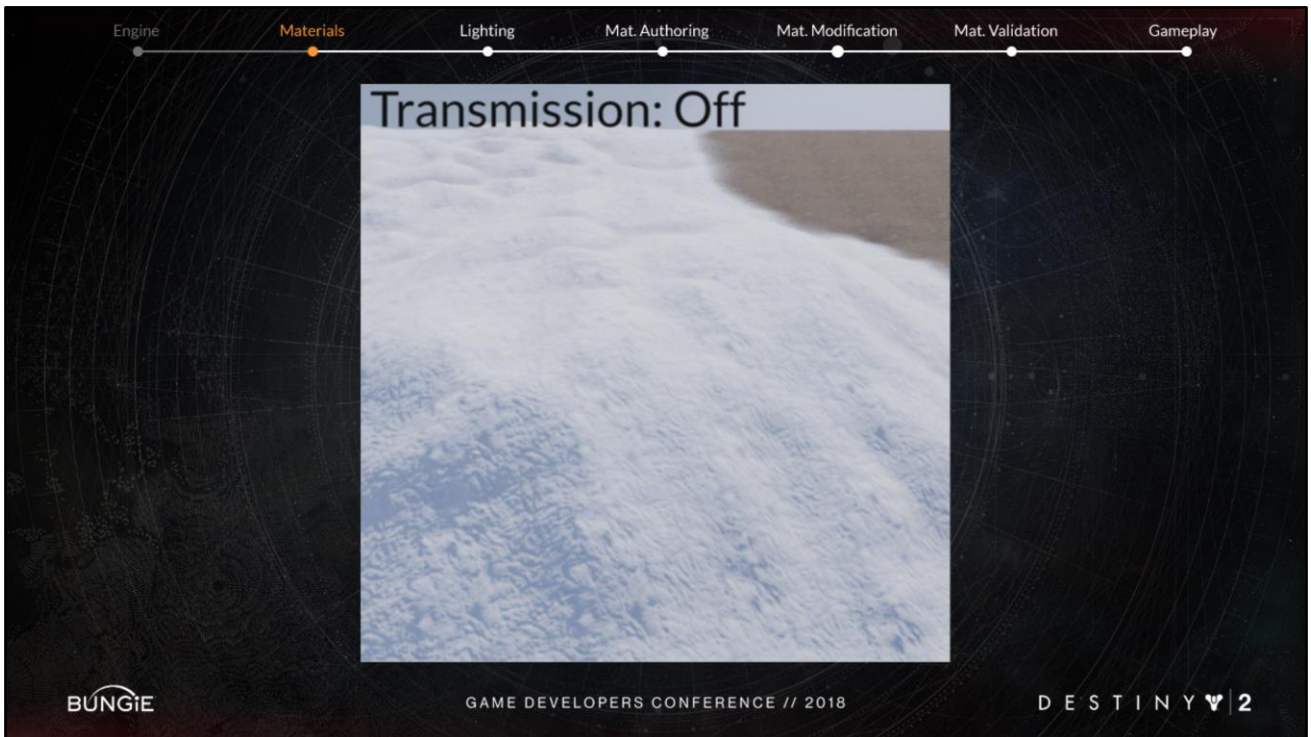 Engine Materials Lighting Mat. Authoring Mat. Modification Mat. Validation Gameplay
Transmission: Off
BUNGiE GAME DEVELOPERS CONFERENCE // 2018 DESTINY 2